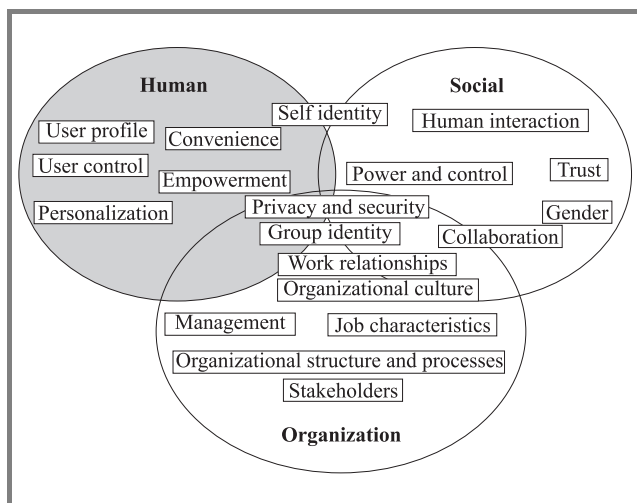 Human
Social
Self identity
Human interaction
User profile
Convenience
User control
Empowerment
Power and control
Trust
Personalization
Privacy and security
Gender
Group identity
Collaboration
Work relationships
Organizational culture
Management
Job characteristics
Organizational structure and processes
Stakeholders
Organization